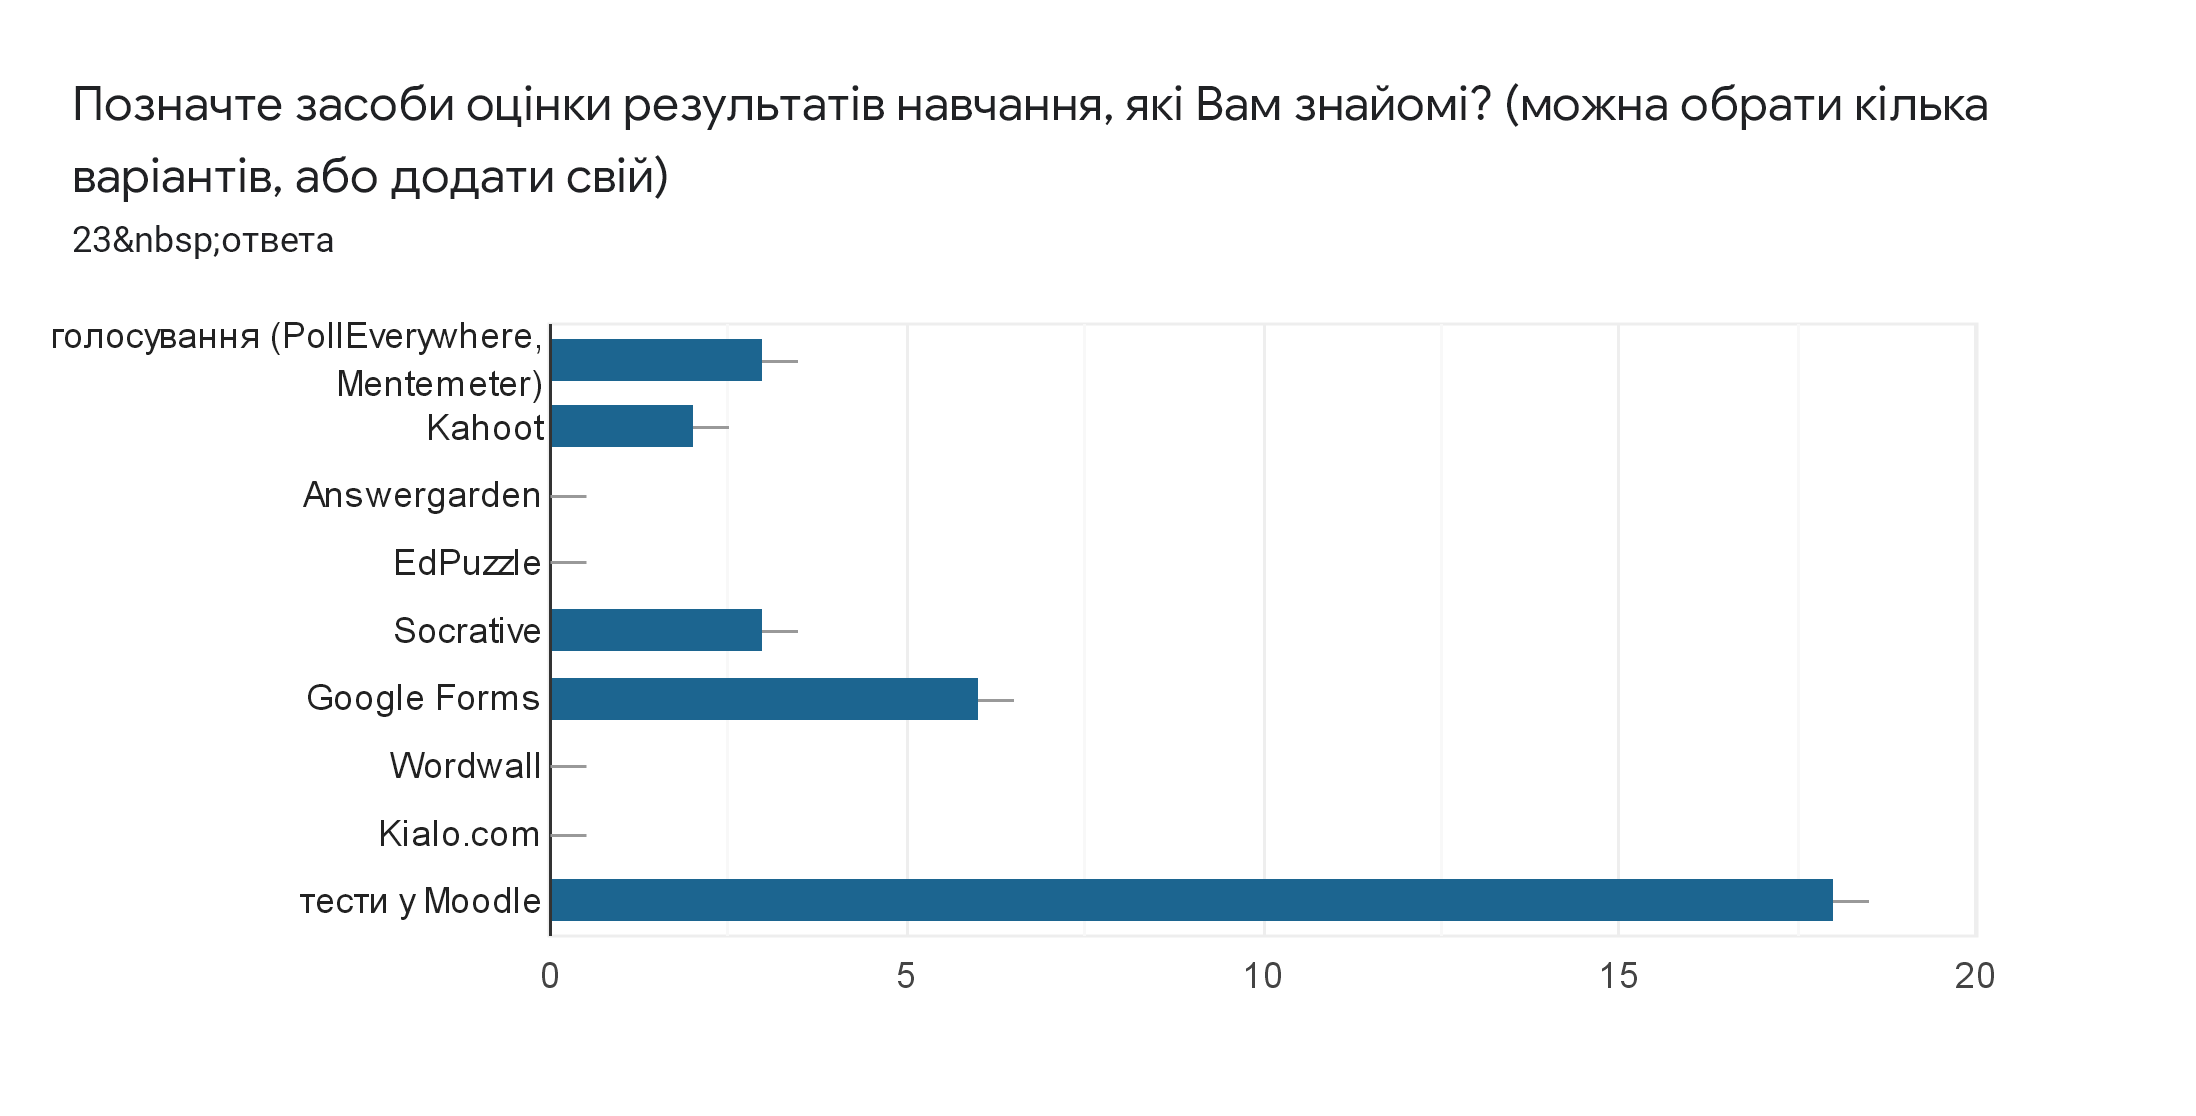 Позначте засоби оцінки результатів навчання, які Вам знайомі? (можна обрати кілька
варіантів, або додати свій)
23&nbsp;ответа
голосування (PollEverywhere,
Mentemeter)
Kahoot
Answergarden
EdPuzzle
Socrative
Google Forms
Wordwall
Kialo.com
тести у Moodle
0 5 10 15 20